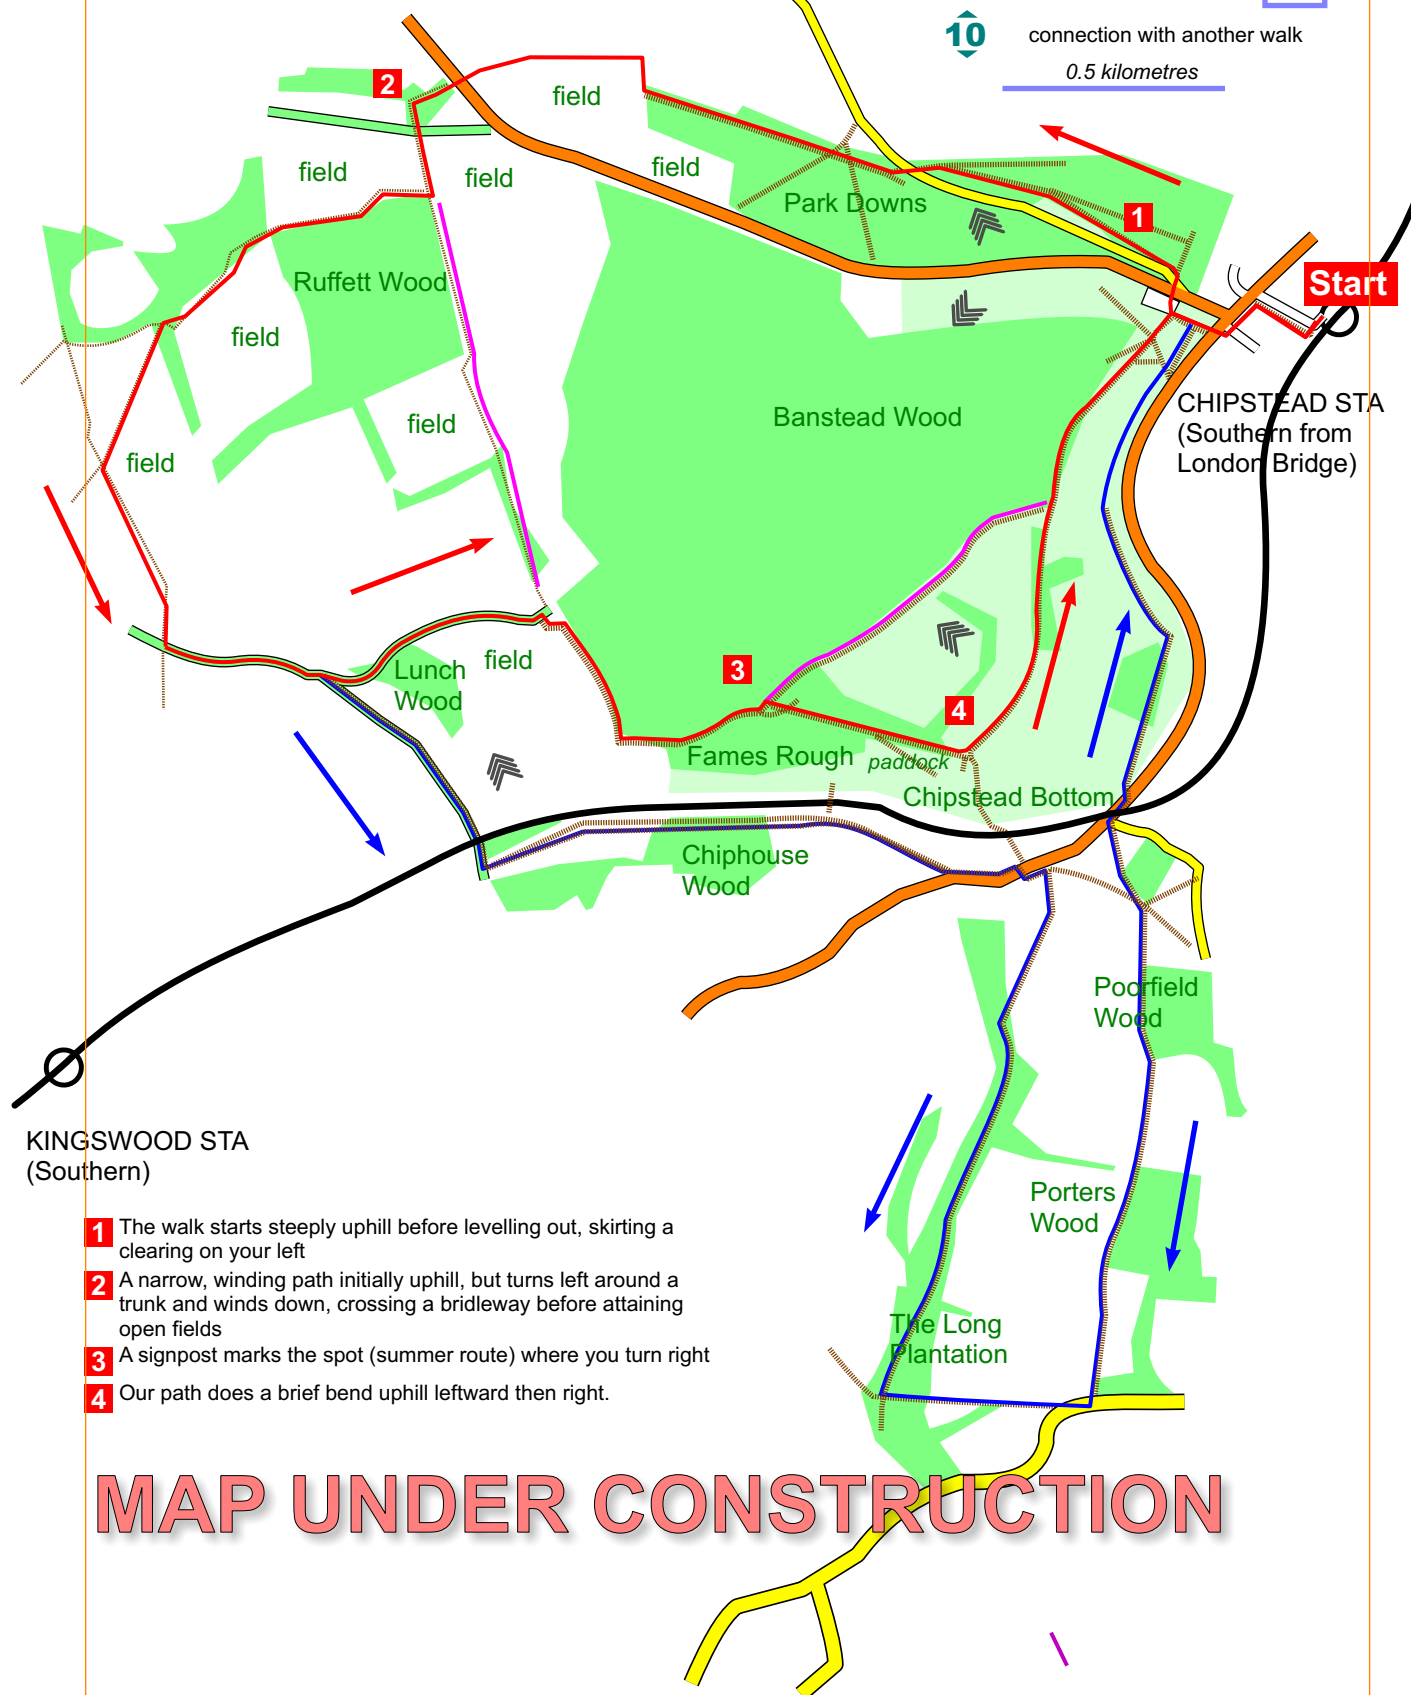 10
connection with another walk
0.5 kilometres
2
field
field
field
field
Park Downs
1
Start
Ruffett Wood
field
CHIPSTEAD STA
(Southern from
London Bridge)
Banstead Wood
field
field
Lunch
Wood
field
3
4
Fames Rough
paddock
Chipstead Bottom
Chiphouse
Wood
Poorfield
Wood
KINGSWOOD STA
(Southern)
Porters
Wood
The Long
Plantation
1 The walk starts steeply uphill before levelling out, skirting a
clearing on your left
2 A narrow, winding path initially uphill, but turns left around a
trunk and winds down, crossing a bridleway before attaining
open fields
3 A signpost marks the spot (summer route) where you turn right
4 Our path does a brief bend uphill leftward then right.
MAP UNDER CONSTRUCTION